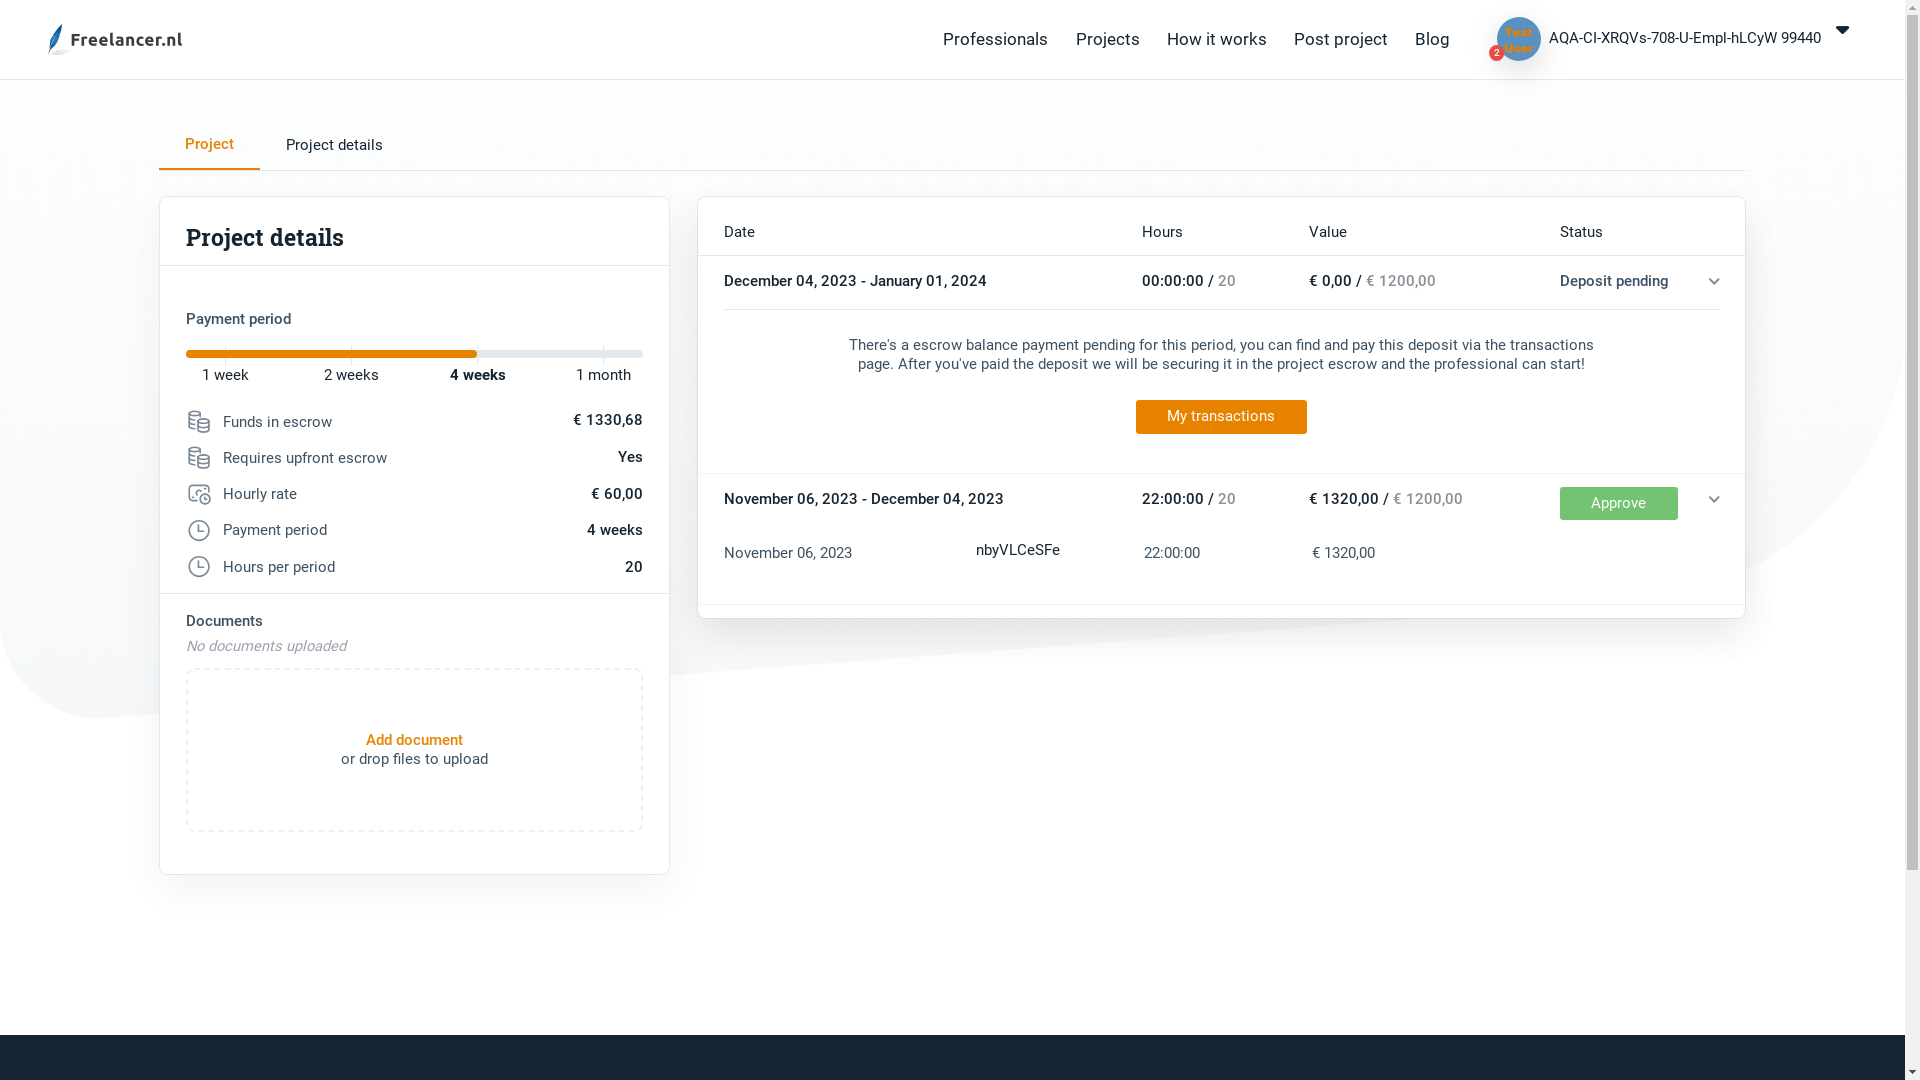 Freelancer.nl
Professionals
Projects
How it works
Post project
Blog
Test
User
2
AQA-CI-XRQVs-708-U-Empl-hLCyW 99440
Project
Project details
Project details
Payment period
1 week
2 weeks
4 weeks
1 month
Funds in escrow
€ 1330,68
Requires upfront escrow
Yes
Hourly rate
€ 60,00
Payment period
4 weeks
Hours per period
20
Documents
No documents uploaded
Add document
or drop files to upload
Date
Hours
Value
Status
December 04, 2023 - January 01, 2024
00:00:00 / 20
€ 0,00 / € 1200,00
Deposit pending
There's a escrow balance payment pending for this period, you can find and pay this deposit via the transactions
page. After you've paid the deposit we will be securing it in the project escrow and the professional can start!
My transactions
November 06, 2023 - December 04, 2023
22:00:00 / 20
€ 1320,00 / € 1200,00
Approve
November 06, 2023
nbyVLCeSFe
22:00:00
€ 1320,00